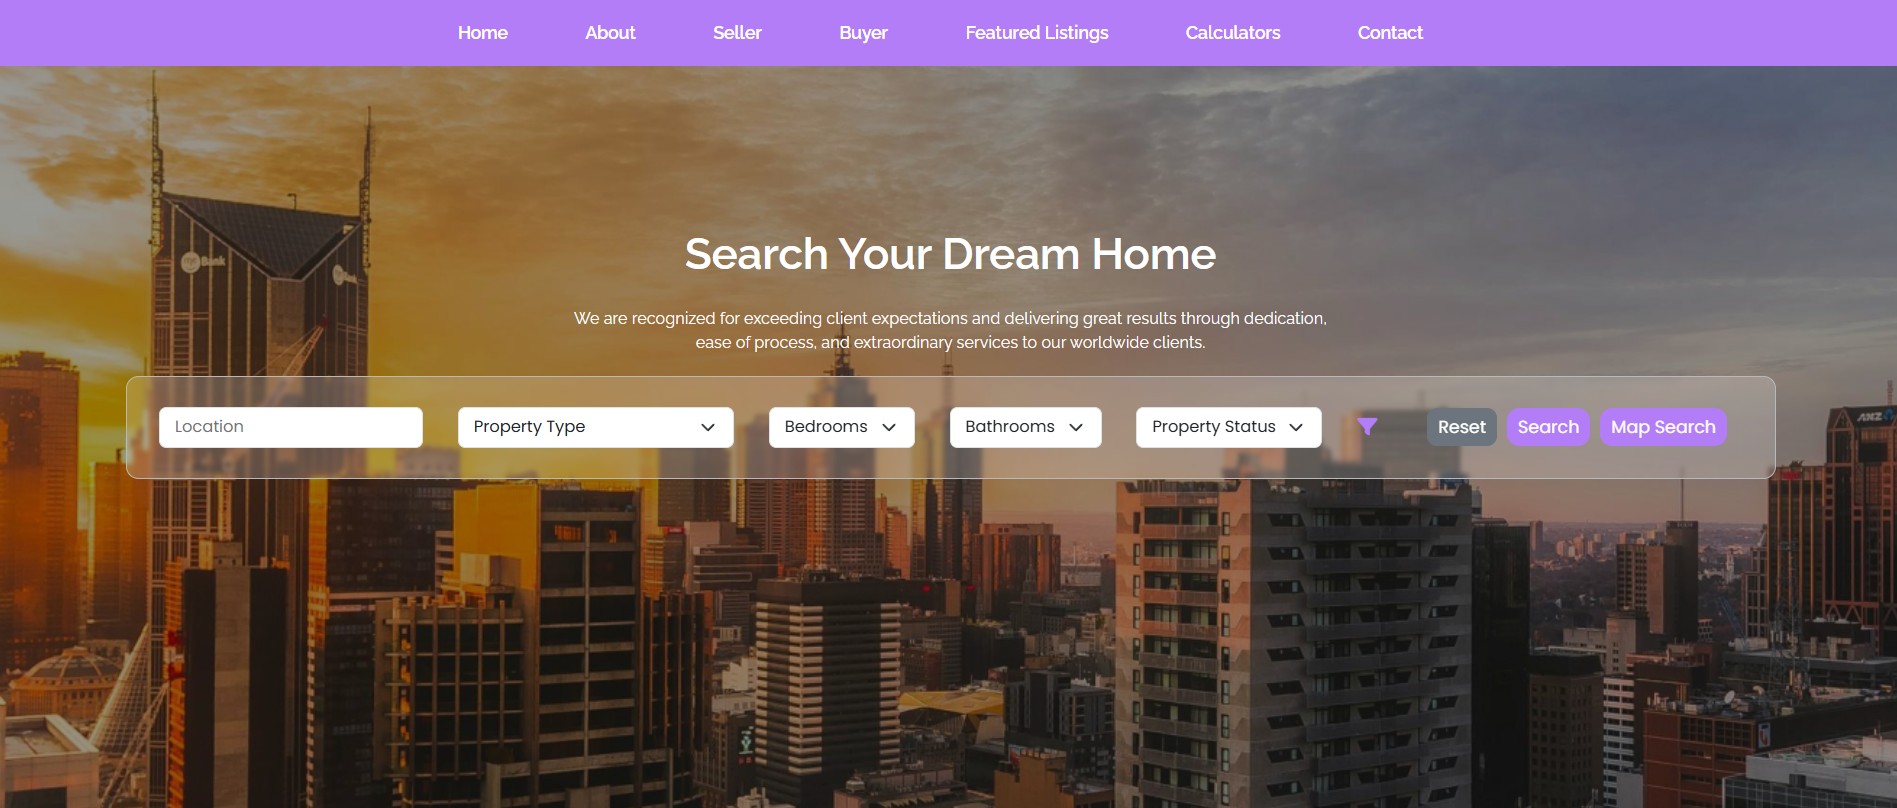 Home About Seller Buyer Featured Listings Calculators Contact
Search Your Dream Home
We are recognized for exceeding client expectations and delivering great results through dedication,
ease of process, and extraordinary services to our worldwide clients.
Location Property Type Bedrooms Bathrooms Property Status Reset Search Map Search
Bank
ANZ